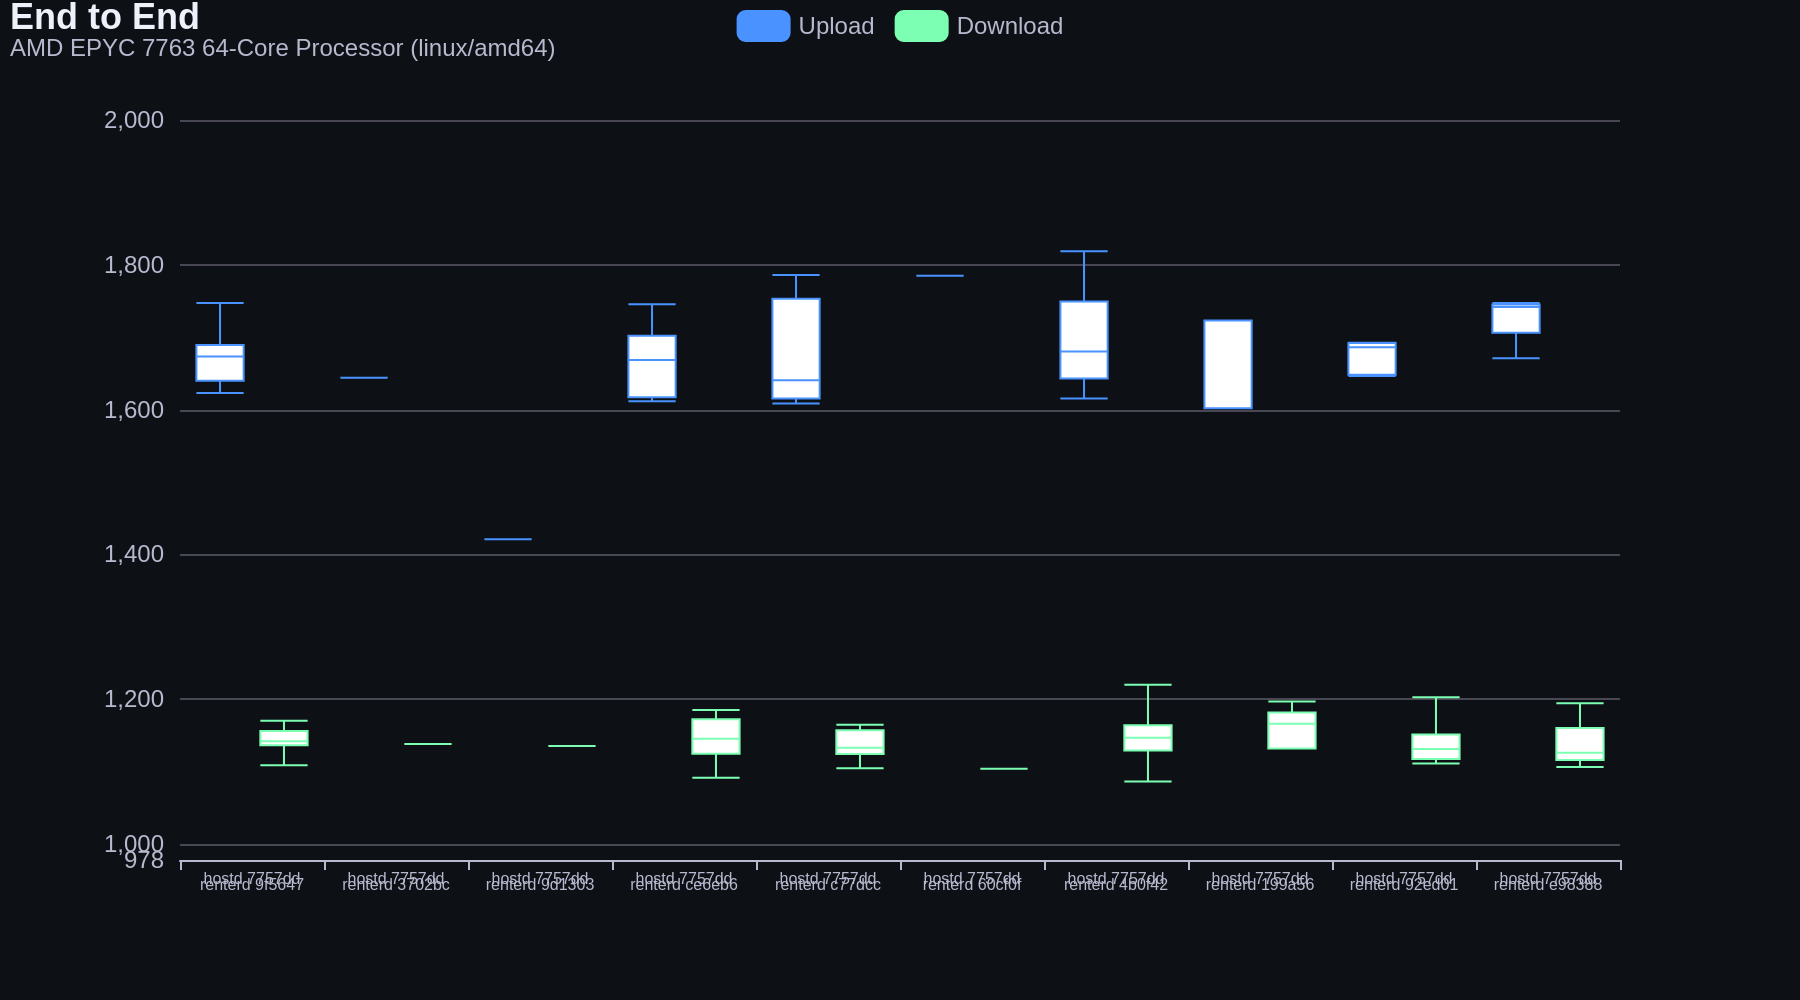 End to End
AMD EPYC 7763 64-Core Processor (linux/amd64)
Upload
Download
2,000
1,800
1,600
1,400
1,200
1,000
978
hostd 7757dd
renterd 9f5647
hostd 7757dd
renterd 3702bc
hostd 7757dd
renterd 9d1303
hostd 7757dd
renterd ce6eb6
hostd 7757dd
renterd c77dcc
hostd 7757dd
renterd 60cf0f
hostd 7757dd
renterd 4b0f42
hostd 7757dd
renterd 199a56
hostd 7757dd
renterd 92ed01
hostd 7757dd
renterd e98388